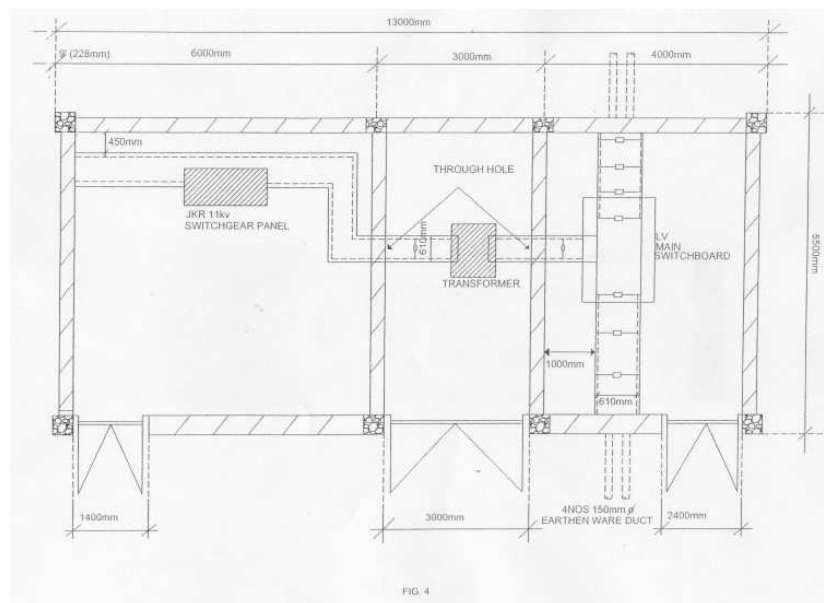 13000mm
9' (228mm)
6000mm
3000mm
4000mm
450mm
THROUGH HOLE
JKR 11kv
SWITCHGEAR PANEL
610mm
LV
MAIN
SWITCHBOARD
TRANSFORMER
5500mm
1000mm
610mm
4NOS 150mm ø
EARTHEN WARE DUCT
1400mm
3000mm
2400mm
FIG. 4